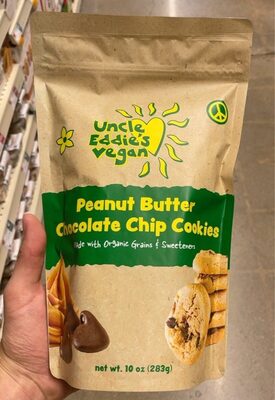 Uncle
Eddie's
Vegan
Peanut Butter
Chocolate Chip Cookies
Made with Organic Grains & Sweeteners
net wt. 10 oz (283g)